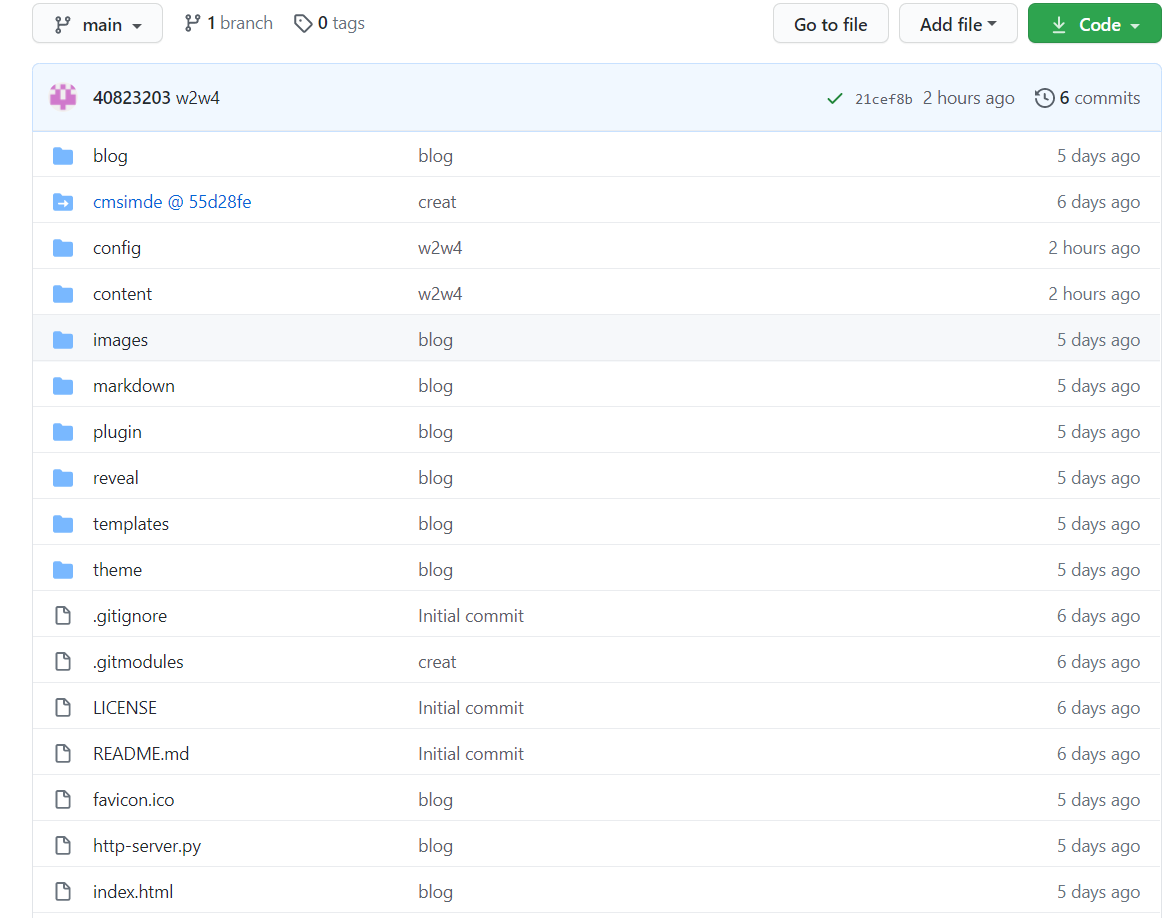 main 1 branch 0 tags Go to file Add file Code
40823203 w2w4 21cef8b 2 hours ago 6 commits
blog blog 5 days ago
cmsimde @ 55d28fe creat 6 days ago
config w2w4 2 hours ago
content w2w4 2 hours ago
images blog 5 days ago
markdown blog 5 days ago
plugin blog 5 days ago
reveal blog 5 days ago
templates blog 5 days ago
theme blog 5 days ago
.gitignore Initial commit 6 days ago
.gitmodules creat 6 days ago
LICENSE Initial commit 6 days ago
README.md Initial commit 6 days ago
favicon.ico blog 5 days ago
http-server.py blog 5 days ago
index.html blog 5 days ago